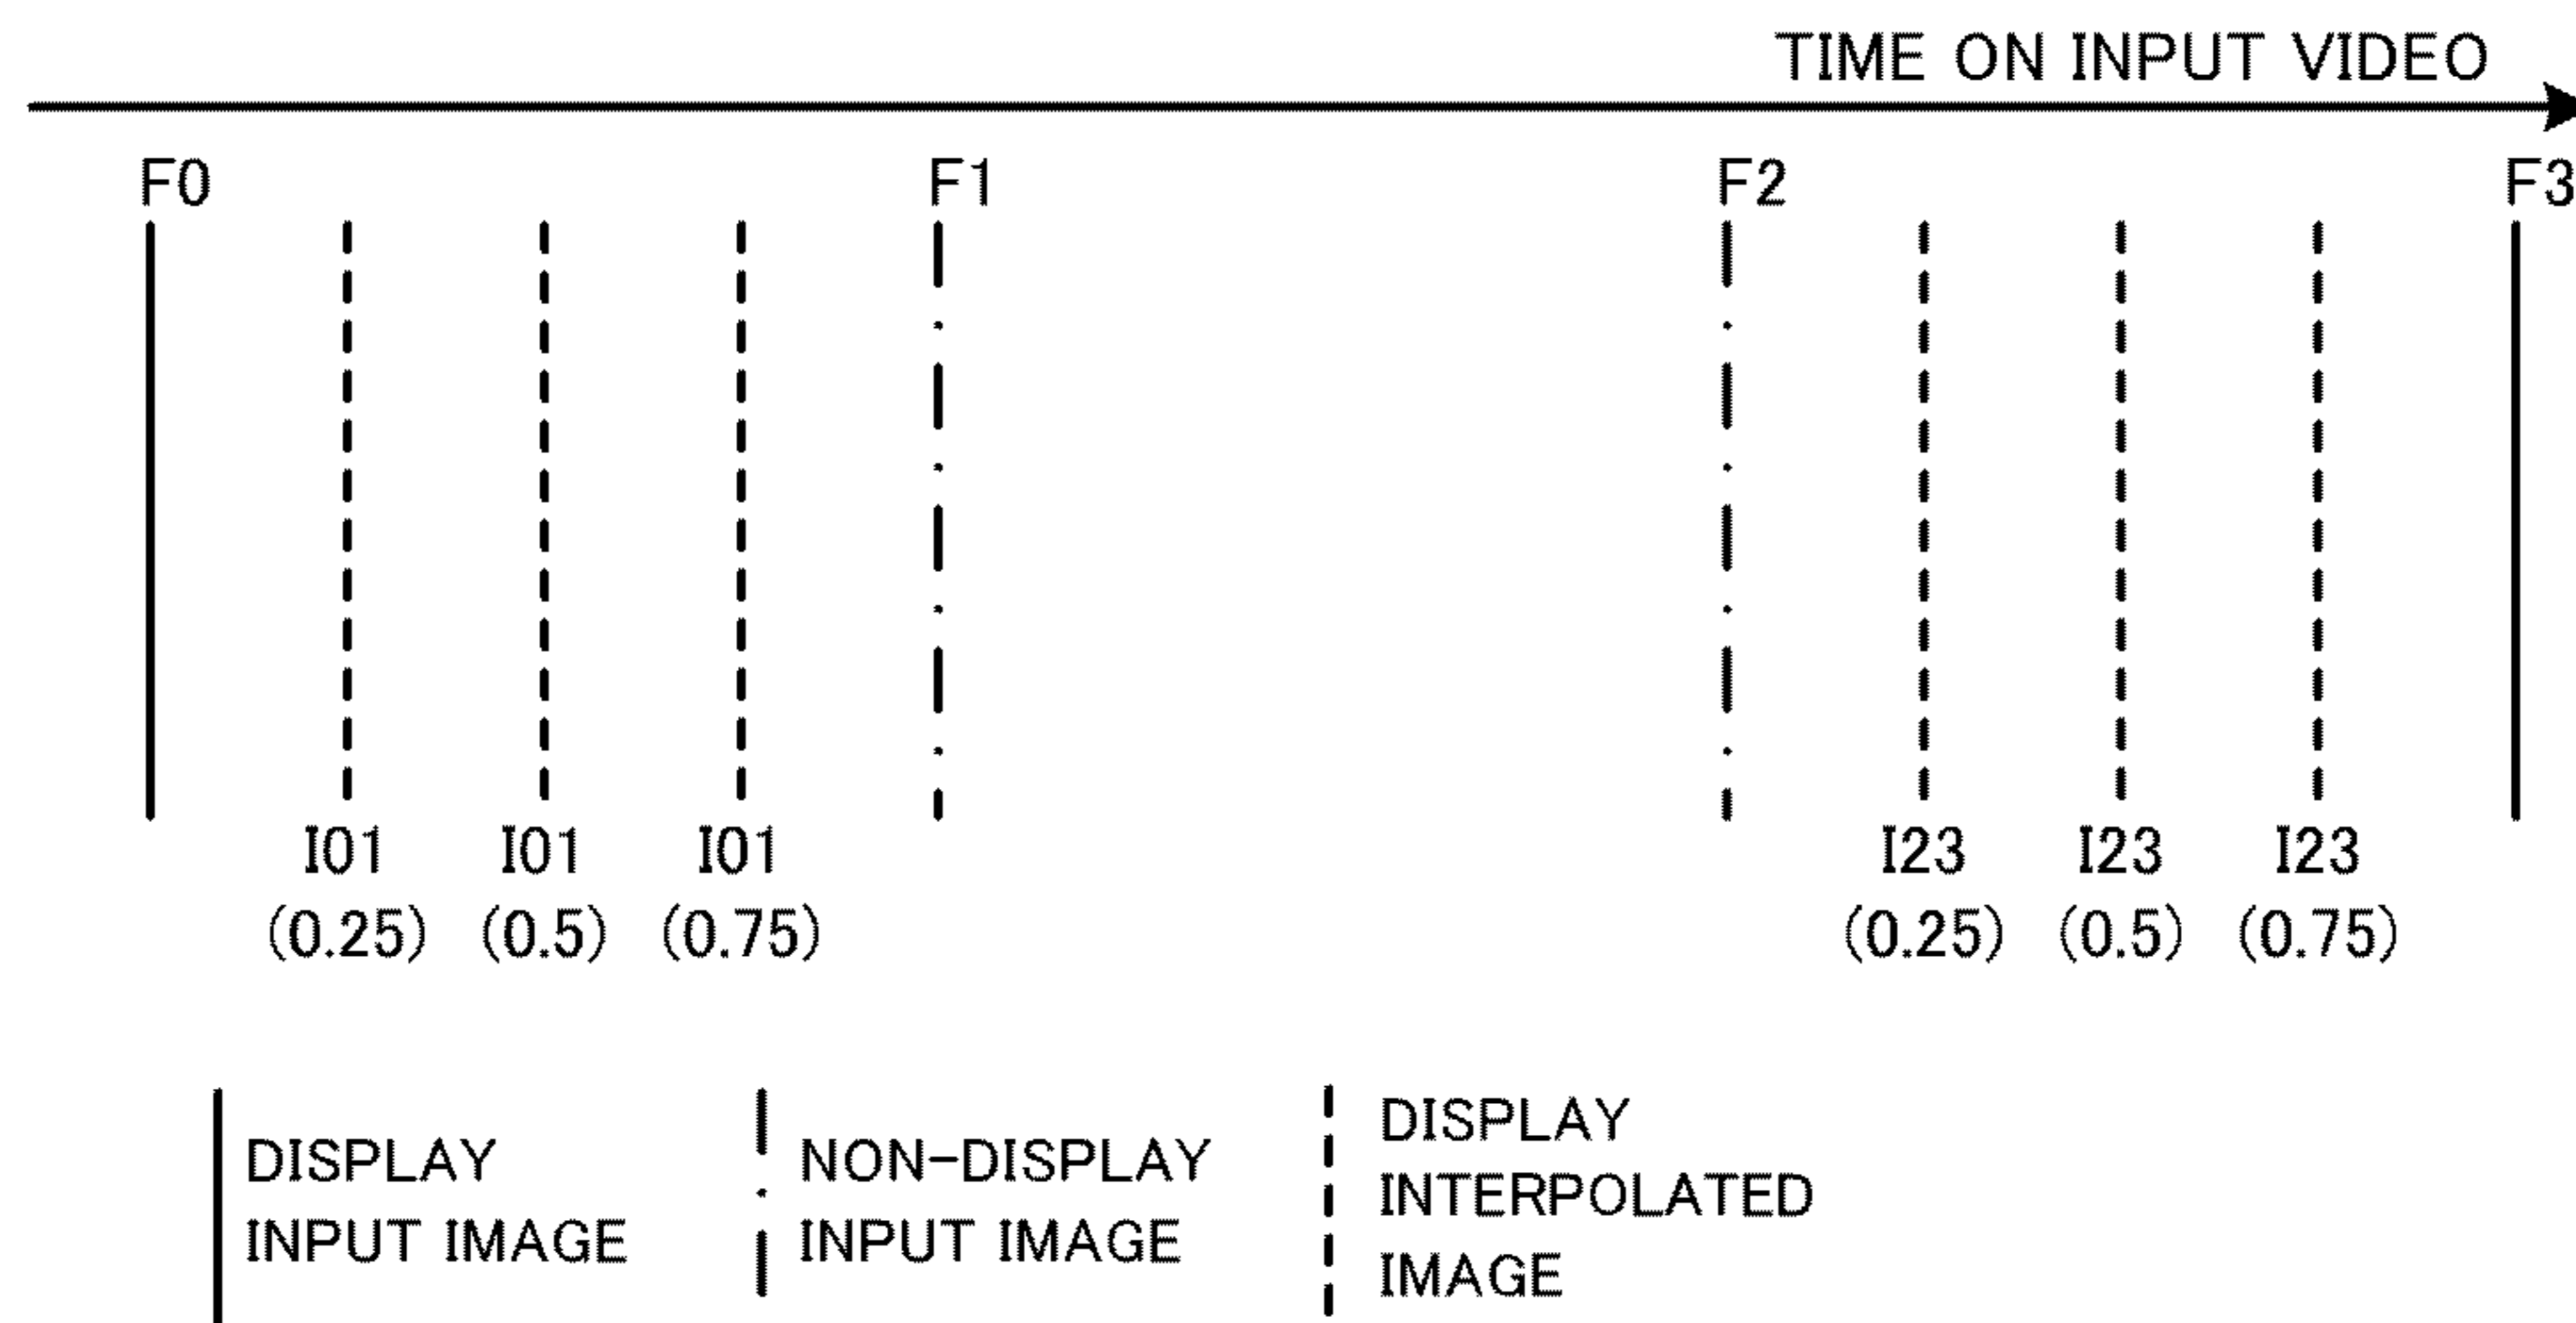 TIME ON INPUT VIDEO
F0 F1 F2 F3
I01 I01 I01 I23 I23 I23
(0.25) (0.5) (0.75) (0.25) (0.5) (0.75)
DISPLAY
INPUT IMAGE
NON-DISPLAY
INPUT IMAGE
DISPLAY
INTERPOLATED
IMAGE